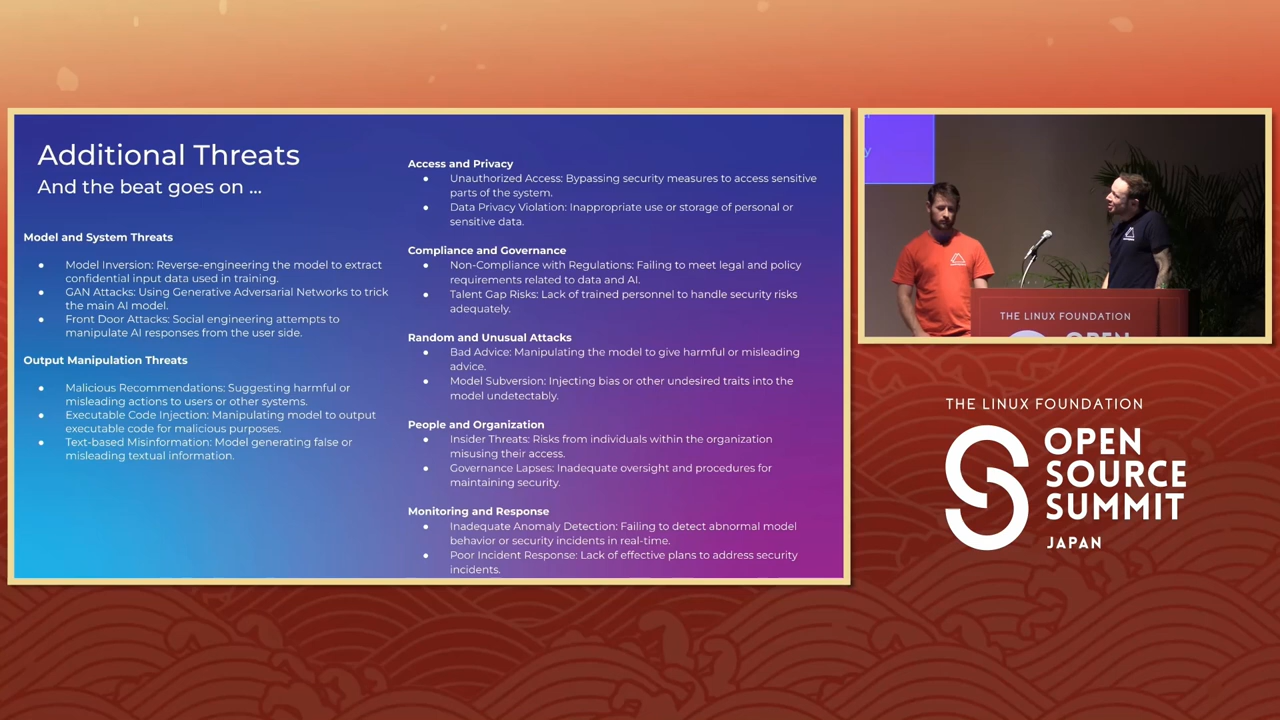 Additional Threats
And the beat goes on ...
Model and System Threats
● Model Inversion: Reverse-engineering the model to extract
confidential input data used in training.
● GAN Attacks: Using Generative Adversarial Networks to trick
the main AI model.
● Front Door Attacks: Social engineering attempts to
manipulate AI responses from the user side.
Output Manipulation Threats
● Malicious Recommendations: Suggesting harmful or
misleading actions to users or other systems.
● Executable Code Injection: Manipulating model to output
executable code for malicious purposes.
● Text-based Misinformation: Model generating false or
misleading textual information.
Access and Privacy
● Unauthorized Access: Bypassing security measures to access sensitive
parts of the system.
● Data Privacy Violation: Inappropriate use or storage of personal or
sensitive data.
Compliance and Governance
● Non-Compliance with Regulations: Failing to meet legal and policy
requirements related to data and AI.
● Talent Gap Risks: Lack of trained personnel to handle security risks
adequately.
Random and Unusual Attacks
● Bad Advice: Manipulating the model to give harmful or misleading
advice.
● Model Subversion: Injecting bias or other undesired traits into the
model undetectably.
People and Organization
● Insider Threats: Risks from individuals within the organization
misusing their access.
● Governance Lapses: Inadequate oversight and procedures for
maintaining security.
Monitoring and Response
● Inadequate Anomaly Detection: Failing to detect abnormal model
behavior or security incidents in real-time.
● Poor Incident Response: Lack of effective plans to address security
incidents.
y
THE LINUX FOUNDATION
OPEN
THE LINUX FOUNDATION
OPEN
SOURCE
SUMMIT
JAPAN